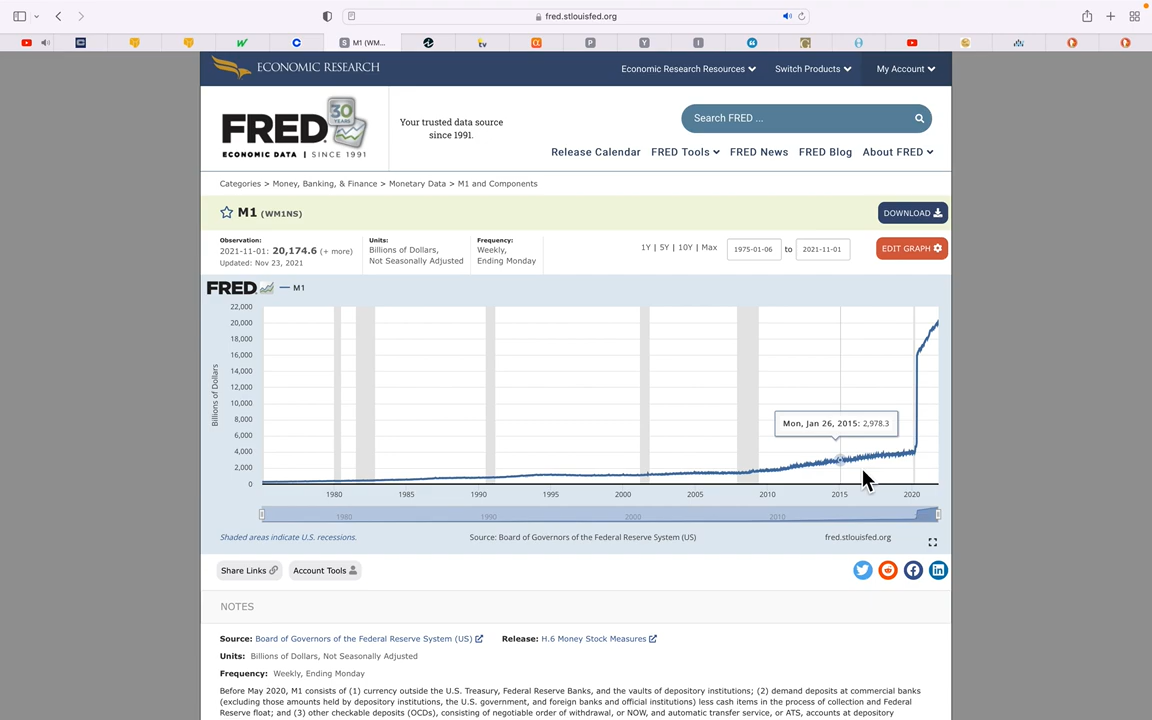 fred.stlouisfed.org
M1 (WM...
ECONOMIC RESEARCH
Economic Research Resources
Switch Products
My Account
30
YEARS
FRED
ECONOMIC DATA | SINCE 1991
Your trusted data source
since 1991.
Search FRED ...
Release Calendar
FRED Tools
FRED News
FRED Blog
About FRED
Categories > Money, Banking, & Finance > Monetary Data > M1 and Components
M1 (WM1NS)
DOWNLOAD
Observation:
2021-11-01: 20,174.6 (+ more)
Updated: Nov 23, 2021
Units:
Billions of Dollars,
Not Seasonally Adjusted
Frequency:
Weekly,
Ending Monday
1Y | 5Y | 10Y | Max
1975-01-06 to 2021-11-01
EDIT GRAPH
FRED
M1
22,000
20,000
18,000
16,000
14,000
12,000
10,000
8,000
6,000
4,000
2,000
0
Billions of Dollars
Mon, Jan 26, 2015: 2,978.3
1980 1985 1990 1995 2000 2005 2010 2015 2020
1980 1990 2000 2010
Shaded areas indicate U.S. recessions.
Source: Board of Governors of the Federal Reserve System (US)
fred.stlouisfed.org
Share Links
Account Tools
NOTES
Source: Board of Governors of the Federal Reserve System (US)
Release: H.6 Money Stock Measures
Units: Billions of Dollars, Not Seasonally Adjusted
Frequency: Weekly, Ending Monday
Before May 2020, M1 consists of (1) currency outside the U.S. Treasury, Federal Reserve Banks, and the vaults of depository institutions; (2) demand deposits at commercial banks
(excluding those amounts held by depository institutions, the U.S. government, and foreign banks and official institutions) less cash items in the process of collection and Federal
Reserve float; and (3) other checkable deposits (OCDs), consisting of negotiable order of withdrawal, or NOW, and automatic transfer service, or ATS, accounts at depository